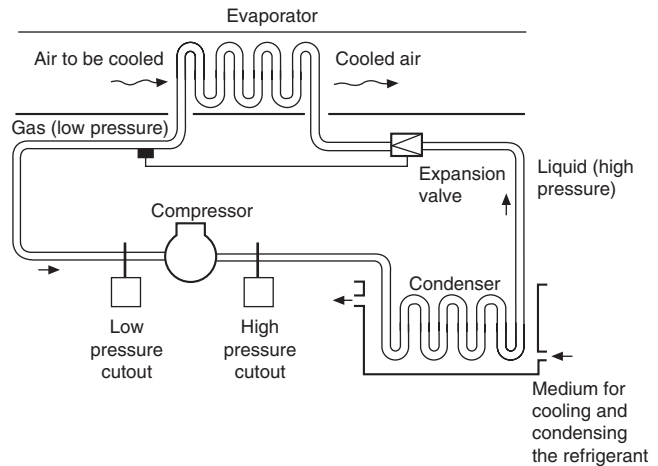 Evaporator
Air to be cooled
Cooled air
Gas (low pressure)
Expansion
valve
Liquid (high
pressure)
Compressor
Condenser
Low
pressure
cutout
High
pressure
cutout
Medium for
cooling and
condensing
the refrigerant